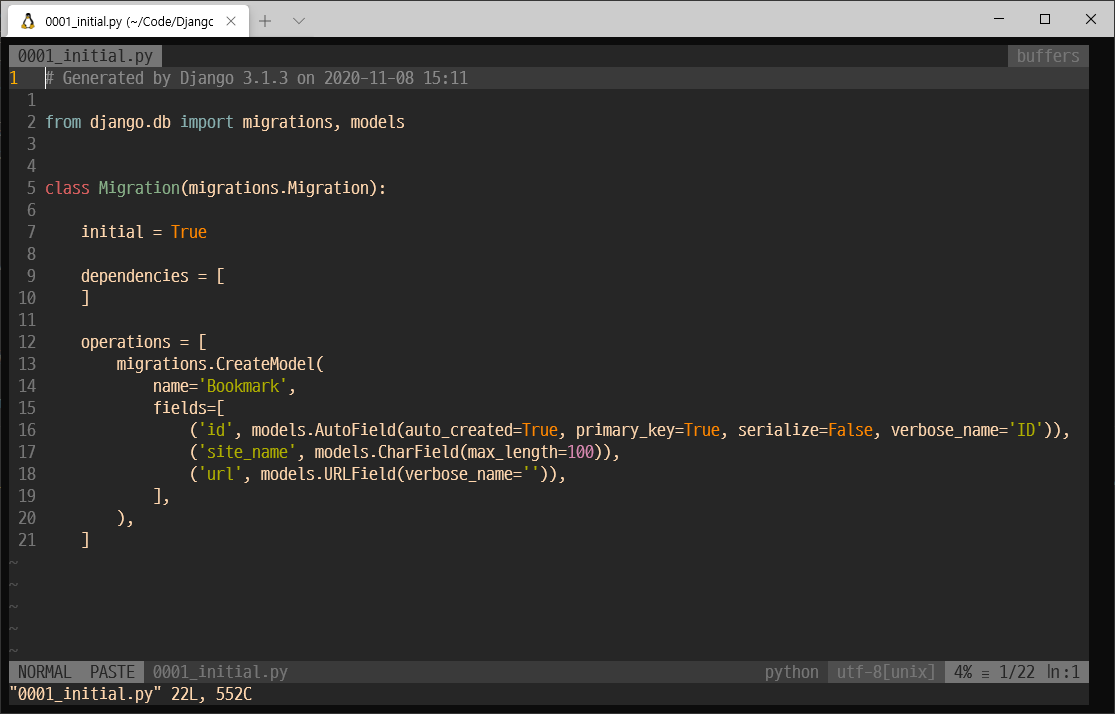 0001_initial.py (~/Code/Django
0001_initial.py buffers
1 # Generated by Django 3.1.3 on 2020-11-08 15:11
1
2 from django.db import migrations, models
3
4
5 class Migration(migrations.Migration):
6
7     initial = True
8
9     dependencies = [
10     ]
11
12     operations = [
13         migrations.CreateModel(
14             name='Bookmark',
15             fields=[
16                 ('id', models.AutoField(auto_created=True, primary_key=True, serialize=False, verbose_name='ID')),
17                 ('site_name', models.CharField(max_length=100)),
18                 ('url', models.URLField(verbose_name='')),
19             ],
20         ),
21     ]
~
~
~
~
~
NORMAL PASTE 0001_initial.py python utf-8[unix] 4% ≡ 1/22 ln:1
"0001_initial.py" 22L, 552C